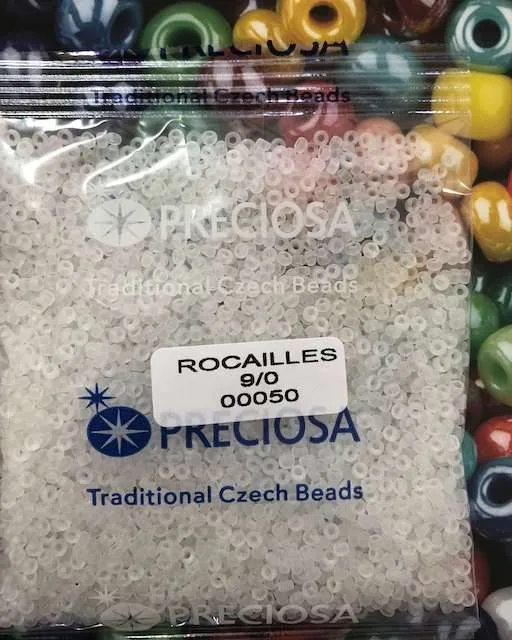 PRECIOSA
Traditional Czech Beads
PRECIOSA
Traditional Czech Beads
ROCAILLES
9/0
00050
PRECIOSA
Traditional Czech Beads
PRECIOSA